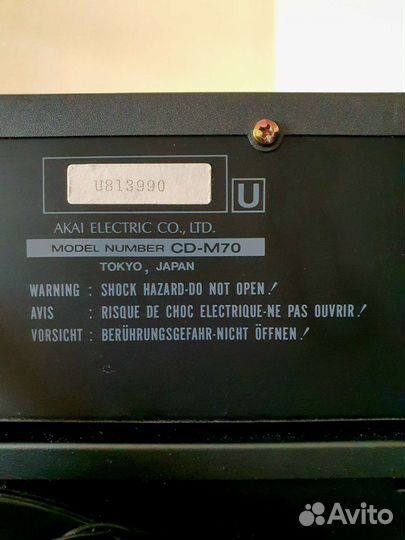 U813990
U
AKAI ELECTRIC CO., LTD.
MODEL NUMBER CD-M70
TOKYO, JAPAN
WARNING : SHOCK HAZARD-DO NOT OPEN!
AVIS : RISQUE DE CHOC ELECTRIQUE-NE PAS OUVRIR!
VORSICHT : BERÜHRUNGSGEFAHR-NICHT ÖFFNEN!
Avito